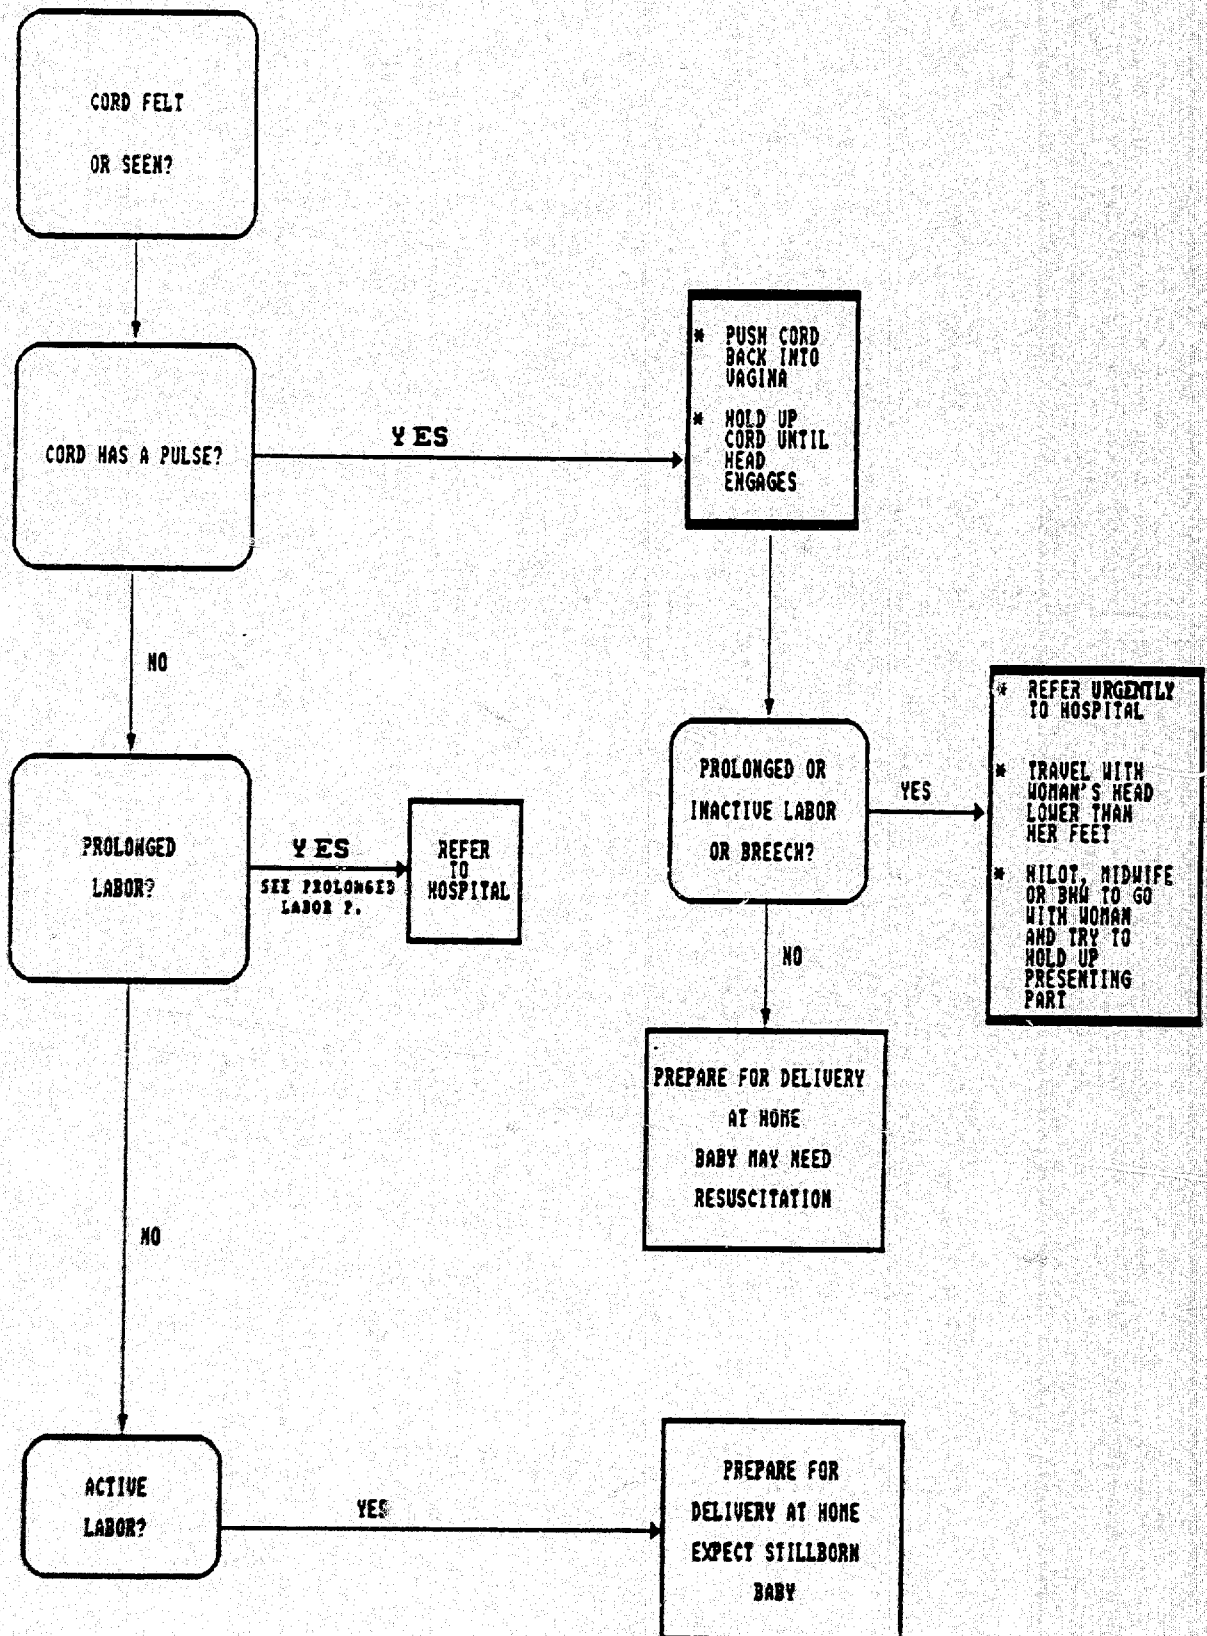 CORD FELT
OR SEEN?
CORD HAS A PULSE?
YES
* PUSH CORD
BACK INTO
VAGINA
* HOLD UP
CORD UNTIL
HEAD
ENGAGES
NO
PROLONGED
LABOR?
YES
SEE PROLONGED
LABOR P.
REFER
TO
HOSPITAL
PROLONGED OR
INACTIVE LABOR
OR BREECH?
YES
* REFER URGENTLY
TO HOSPITAL
* TRAVEL WITH
WOMAN'S HEAD
LOWER THAN
HER FEET
* HILOT, MIDWIFE
OR BHW TO GO
WITH WOMAN
AND TRY TO
HOLD UP
PRESENTING
PART
NO
PREPARE FOR DELIVERY
AT HOME
BABY MAY NEED
RESUSCITATION
NO
ACTIVE
LABOR?
YES
PREPARE FOR
DELIVERY AT HOME
EXPECT STILLBORN
BABY